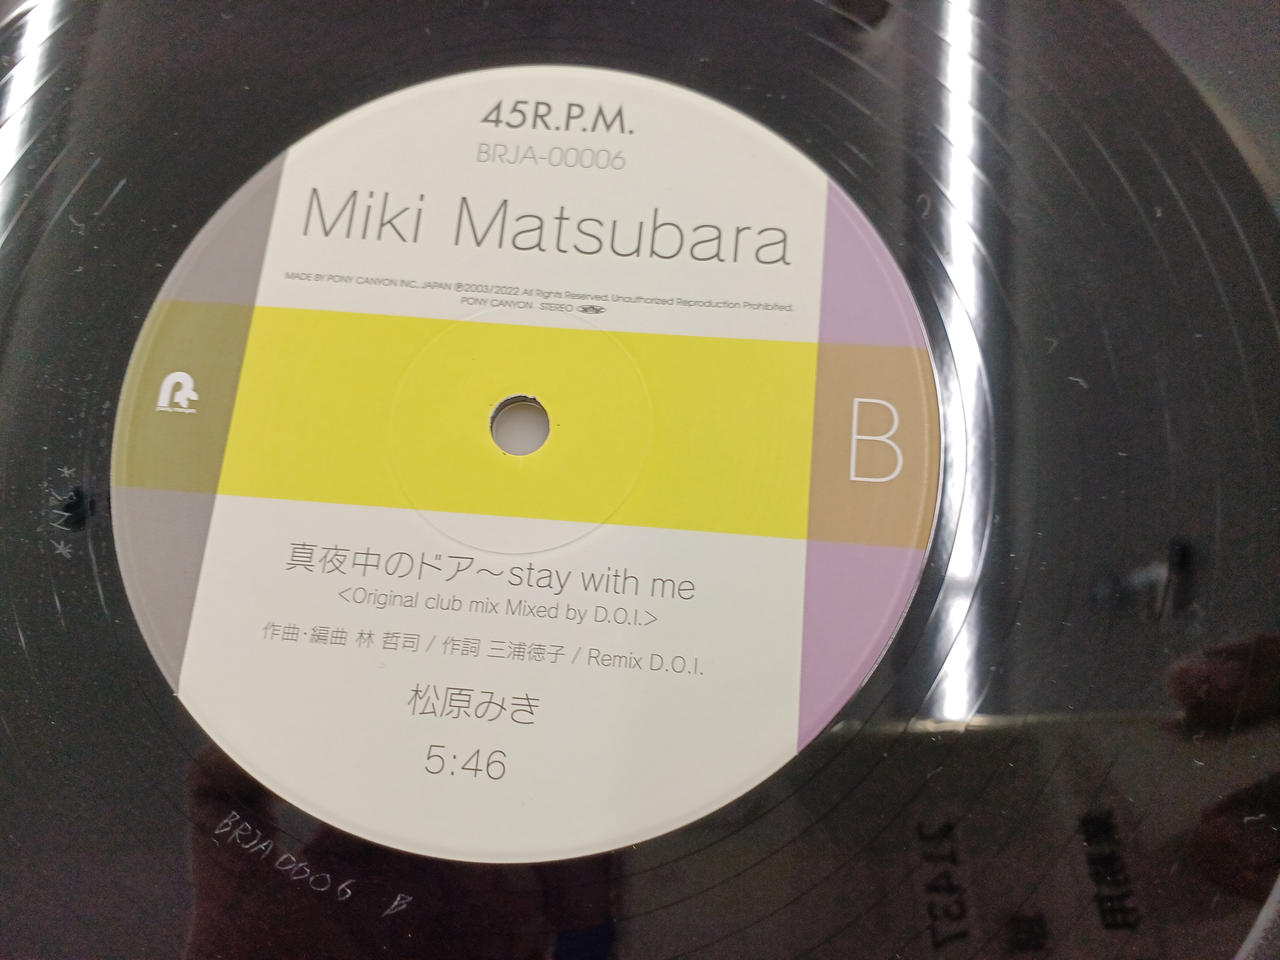 45R.P.M.
BRJA-00006
Miki Matsubara
MADE BY PONY CANYON INC.,JAPAN Ⓟ2003/2022 All Rights Reserved. Unauthorized Reproduction Prohibited.
PONY CANYON STEREO
B
真夜中のドア～stay with me
<Original club mix Mixed by D.O.I.>
作曲・編曲 林 哲司 / 作詞 三浦徳子 / Remix D.O.I.
松原みき
5:46
BRJA 0006 B